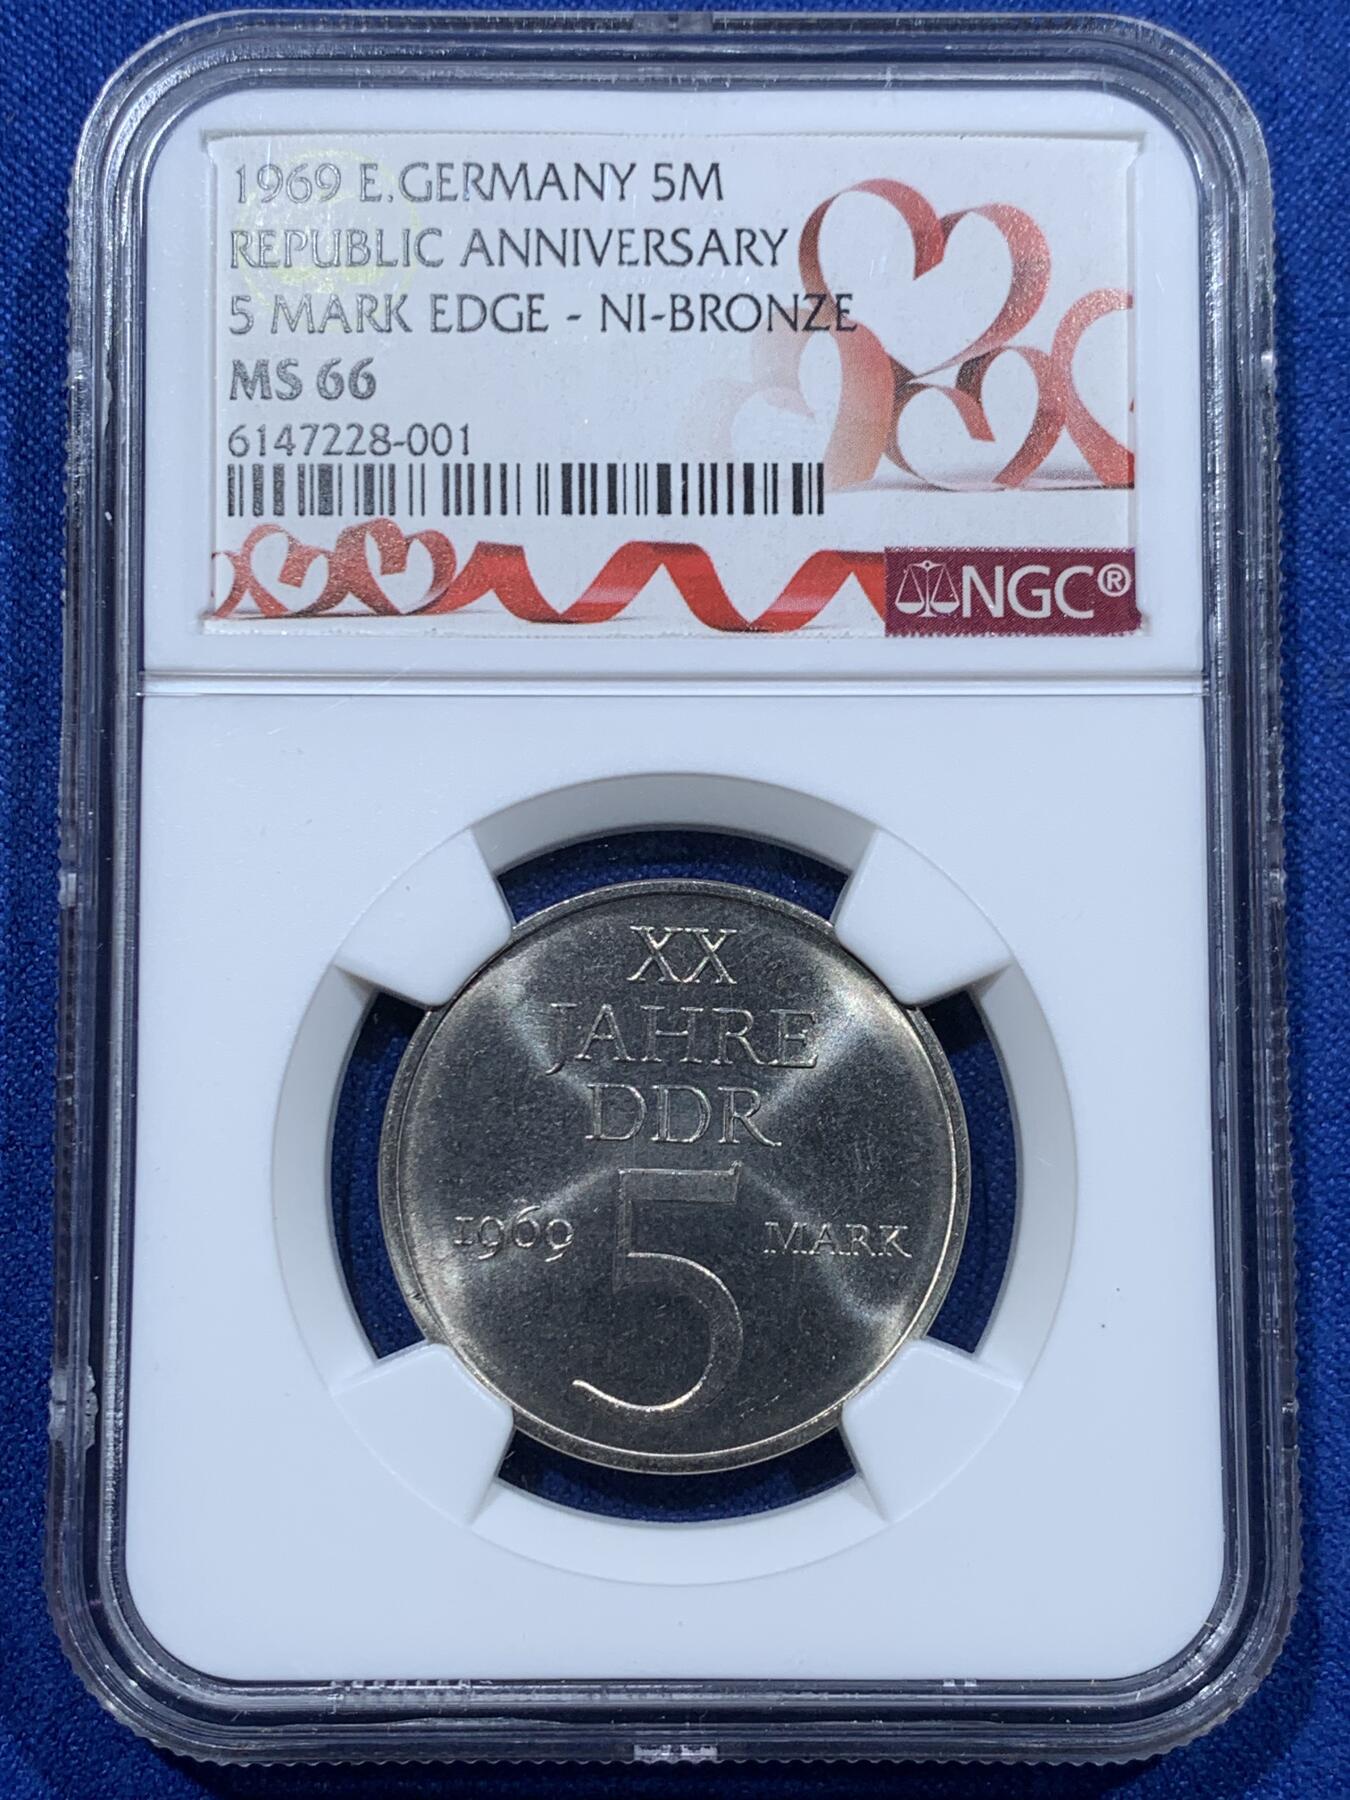 1969 E.GERMANY 5M
REPUBLIC ANNIVERSARY
5 MARK EDGE - NI-BRONZE
MS 66
6147228-001
NGC®
XX
JAHRE
DDR
1969 5 MARK